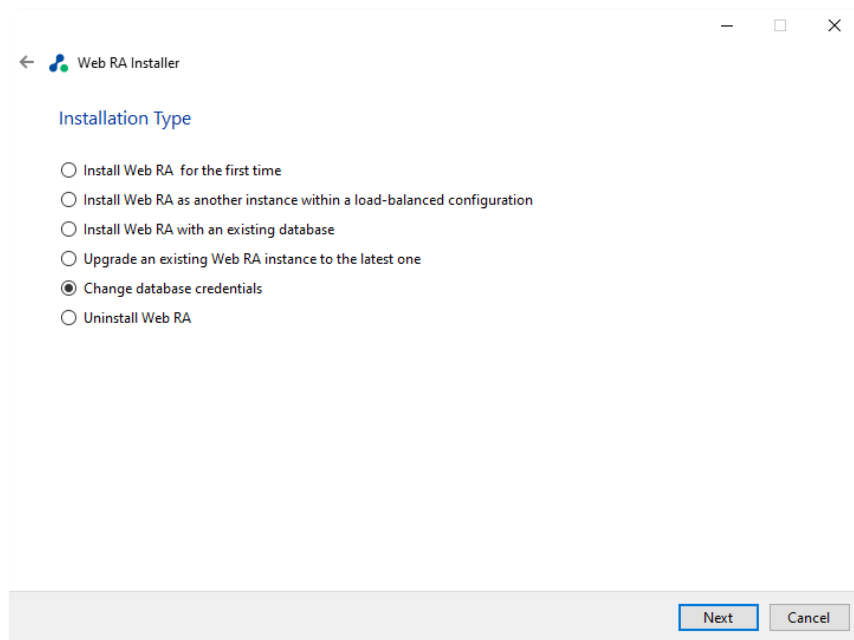 Web RA Installer
Installation Type
Install Web RA for the first time
Install Web RA as another instance within a load-balanced configuration
Install Web RA with an existing database
Upgrade an existing Web RA instance to the latest one
Change database credentials
Uninstall Web RA
Next Cancel